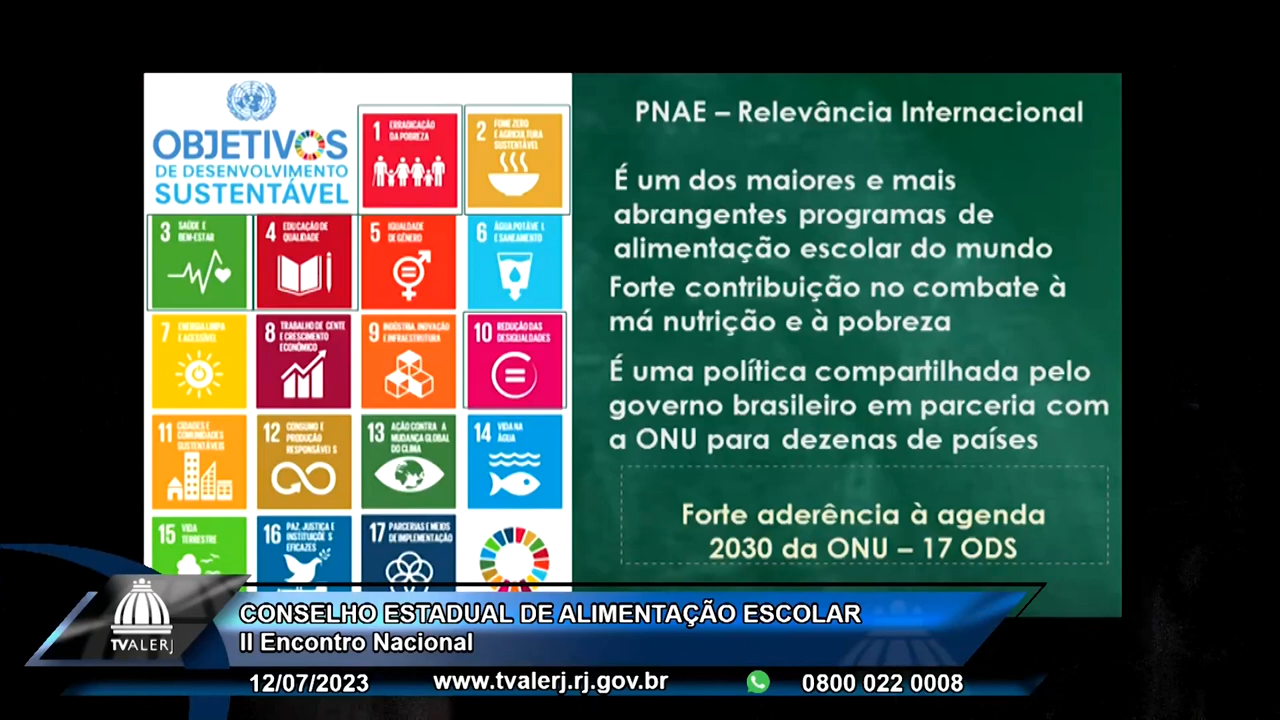 OBJETIVOS
DE DESENVOLVIMENTO
SUSTENTÁVEL
1 ERRADICAÇÃO
DA POBREZA
2 FOME ZERO
E AGRICULTURA
SUSTENTÁVEL
3 SAÚDE E
BEM-ESTAR
4 EDUCAÇÃO DE
QUALIDADE
5 IGUALDADE
DE GÊNERO
6 ÁGUA POTÁVE L
E SANEAMENTO
7 ENERGIA LIMPA
E ACESSÍVEL
8 TRABALHO DE CENTE
E CRESCIMENTO
ECONÔMICO
9 INDÚSTRIA, INOVAÇÃO
E INFRAESTRUTURA
10 REDUÇÃO DAS
DESIGUALDADES
11 CIDADES E
COMUNIDADES
SUSTENTÁVEIS
12 CONSUMO E
PRODUÇÃO
RESPONSÁVEI S
13 AÇÃO CONTRA A
MUDANÇA GLOBAL
DO CLIMA
14 VIDA NA
ÁGUA
15 VIDA
TERRESTRE
16 PAZ, JUSTIÇA E
INSTITUIÇÕE S
EFICAZES
17 PARCERIAS E MEIOS
DE IMPLEMENTAÇÃO
PNAE – Relevância Internacional
É um dos maiores e mais
abrangentes programas de
alimentação escolar do mundo
Forte contribuição no combate à
má nutrição e à pobreza
É uma política compartilhada pelo
governo brasileiro em parceria com
a ONU para dezenas de países
Forte aderência à agenda
2030 da ONU – 17 ODS
TVALERJ
CONSELHO ESTADUAL DE ALIMENTAÇÃO ESCOLAR
II Encontro Nacional
12/07/2023 www.tvalerj.rj.gov.br 0800 022 0008